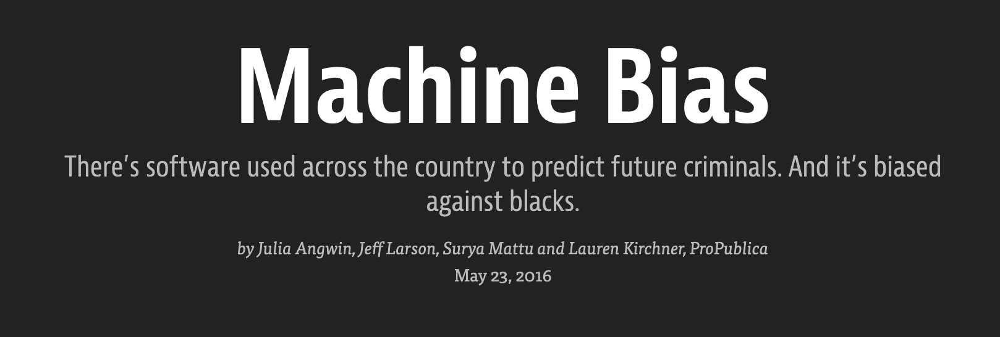 Machine Bias
There’s software used across the country to predict future criminals. And it’s biased
against blacks.
by Julia Angwin, Jeff Larson, Surya Mattu and Lauren Kirchner, ProPublica
May 23, 2016